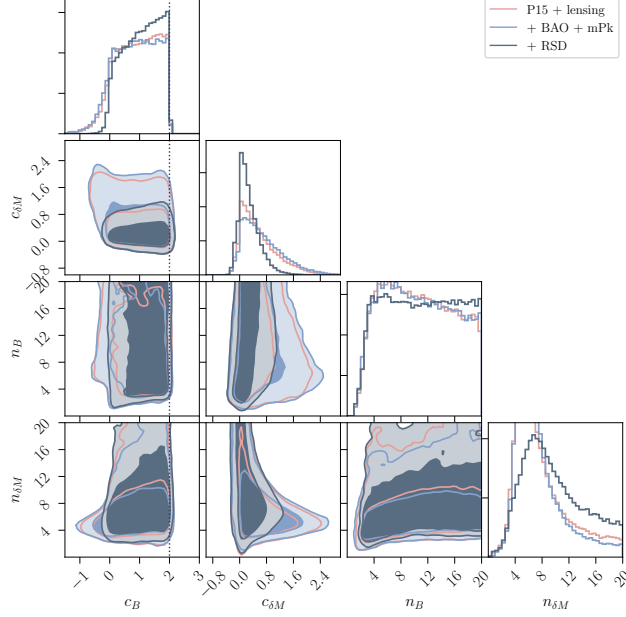 P15 + lensing
+ BAO + mPk
+ RSD
c_{δM}
2.4
1.6
0.8
0.0
−0.8
n_B
20
16
12
8
4
n_{δM}
20
16
12
8
4
−1 0 1 2 3
c_B
−0.8 0.0 0.8 1.6 2.4
c_{δM}
4 8 12 16 20
n_B
4 8 12 16 20
n_{δM}